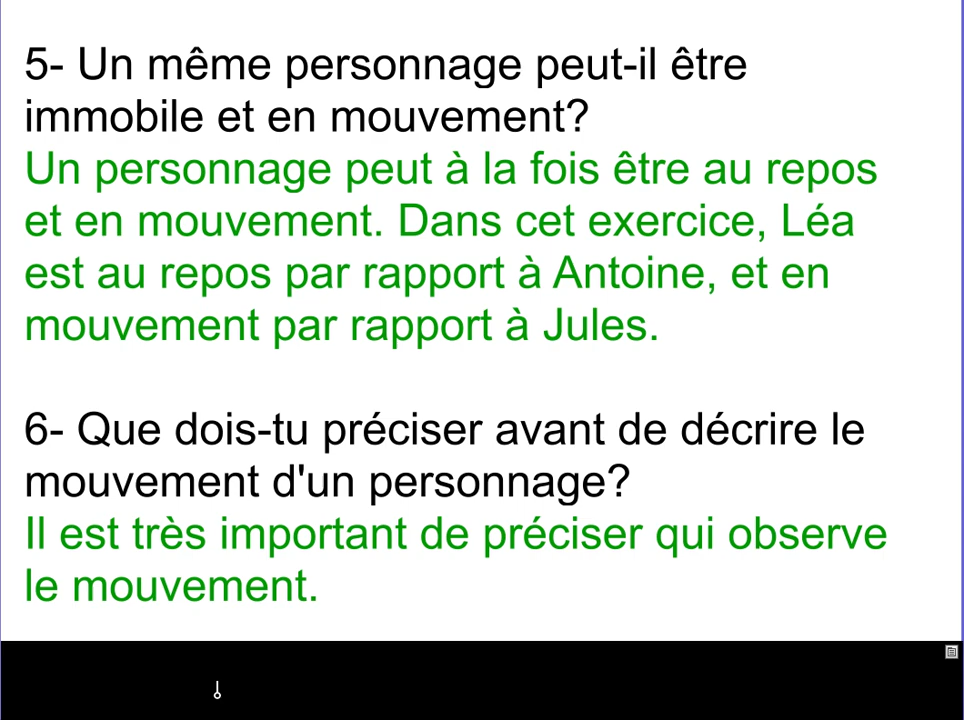 5- Un même personnage peut-il être
immobile et en mouvement?
Un personnage peut à la fois être au repos
et en mouvement. Dans cet exercice, Léa
est au repos par rapport à Antoine, et en
mouvement par rapport à Jules.
6- Que dois-tu préciser avant de décrire le
mouvement d'un personnage?
Il est très important de préciser qui observe
le mouvement.